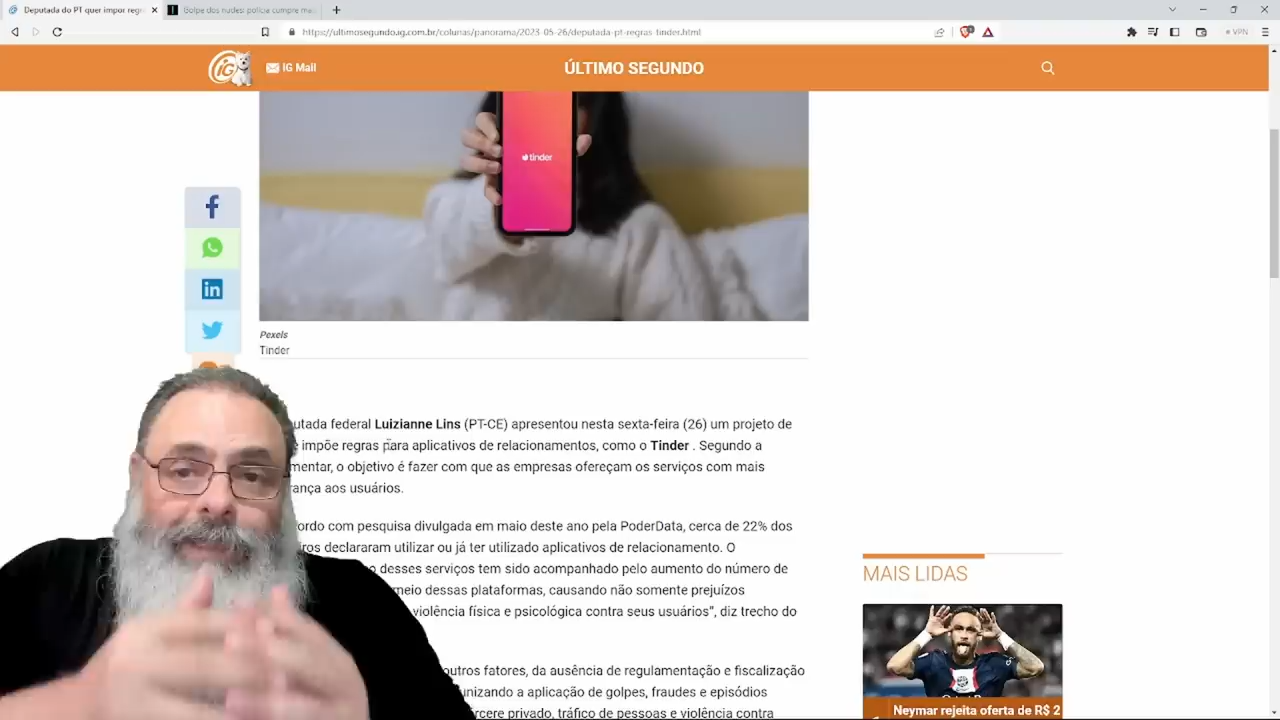 Deputada do PT quer impor regr
Golpe dos nudes: polícia cumpre ma
https://ultimosegundo.ig.com.br/colunas/panorama/2023-05-26/deputada-pt-regras-tinder.html
VPN
iG
iG Mail
ÚLTIMO SEGUNDO
tinder
Pexels
Tinder
utada federal Luizianne Lins (PT-CE) apresentou nesta sexta-feira (26) um projeto de
impõe regras para aplicativos de relacionamentos, como o Tinder . Segundo a
mentar, o objetivo é fazer com que as empresas ofereçam os serviços com mais
rança aos usuários.
ordo com pesquisa divulgada em maio deste ano pela PoderData, cerca de 22% dos
ros declararam utilizar ou já ter utilizado aplicativos de relacionamento. O
desses serviços tem sido acompanhado pelo aumento do número de
meio dessas plataformas, causando não somente prejuízos
violência física e psicológica contra seus usuários", diz trecho do
outros fatores, da ausência de regulamentação e fiscalização
unizando a aplicação de golpes, fraudes e episódios
rcere privado, tráfico de pessoas e violência contra
MAIS LIDAS
Neymar rejeita oferta de R$ 2